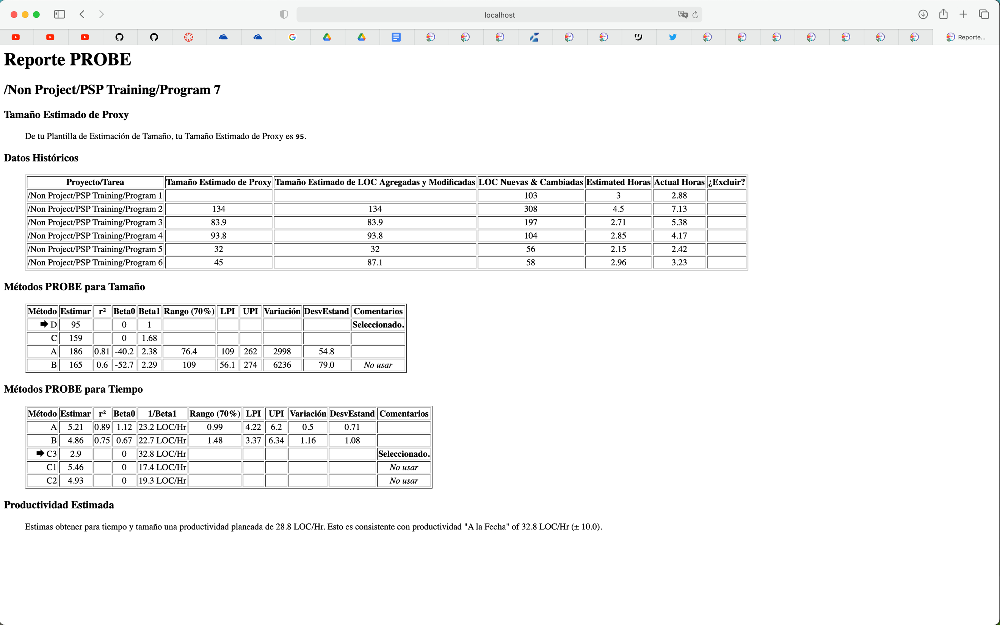 localhost
Reporte...
Reporte PROBE
/Non Project/PSP Training/Program 7
Tamaño Estimado de Proxy
De tu Plantilla de Estimación de Tamaño, tu Tamaño Estimado de Proxy es 95.
Datos Históricos
Proyecto/Tarea Tamaño Estimado de Proxy Tamaño Estimado de LOC Agregadas y Modificadas LOC Nuevas & Cambiadas Estimated Horas Actual Horas ¿Excluir?
/Non Project/PSP Training/Program 1 103 3 2.88
/Non Project/PSP Training/Program 2 134 134 308 4.5 7.13
/Non Project/PSP Training/Program 3 83.9 83.9 197 2.71 5.38
/Non Project/PSP Training/Program 4 93.8 93.8 104 2.85 4.17
/Non Project/PSP Training/Program 5 32 32 56 2.15 2.42
/Non Project/PSP Training/Program 6 45 87.1 58 2.96 3.23
Métodos PROBE para Tamaño
Método Estimar r² Beta0 Beta1 Rango (70%) LPI UPI Variación DesvEstand Comentarios
➡ D 95 0 1 Seleccionado.
C 159 0 1.68
A 186 0.81 -40.2 2.38 76.4 109 262 2998 54.8
B 165 0.6 -52.7 2.29 109 56.1 274 6236 79.0 No usar
Métodos PROBE para Tiempo
Método Estimar r² Beta0 1/Beta1 Rango (70%) LPI UPI Variación DesvEstand Comentarios
A 5.21 0.89 1.12 23.2 LOC/Hr 0.99 4.22 6.2 0.5 0.71
B 4.86 0.75 0.67 22.7 LOC/Hr 1.48 3.37 6.34 1.16 1.08
➡ C3 2.9 0 32.8 LOC/Hr Seleccionado.
C1 5.46 0 17.4 LOC/Hr No usar
C2 4.93 0 19.3 LOC/Hr No usar
Productividad Estimada
Estimas obtener para tiempo y tamaño una productividad planeada de 28.8 LOC/Hr. Esto es consistente con productividad "A la Fecha" of 32.8 LOC/Hr (± 10.0).